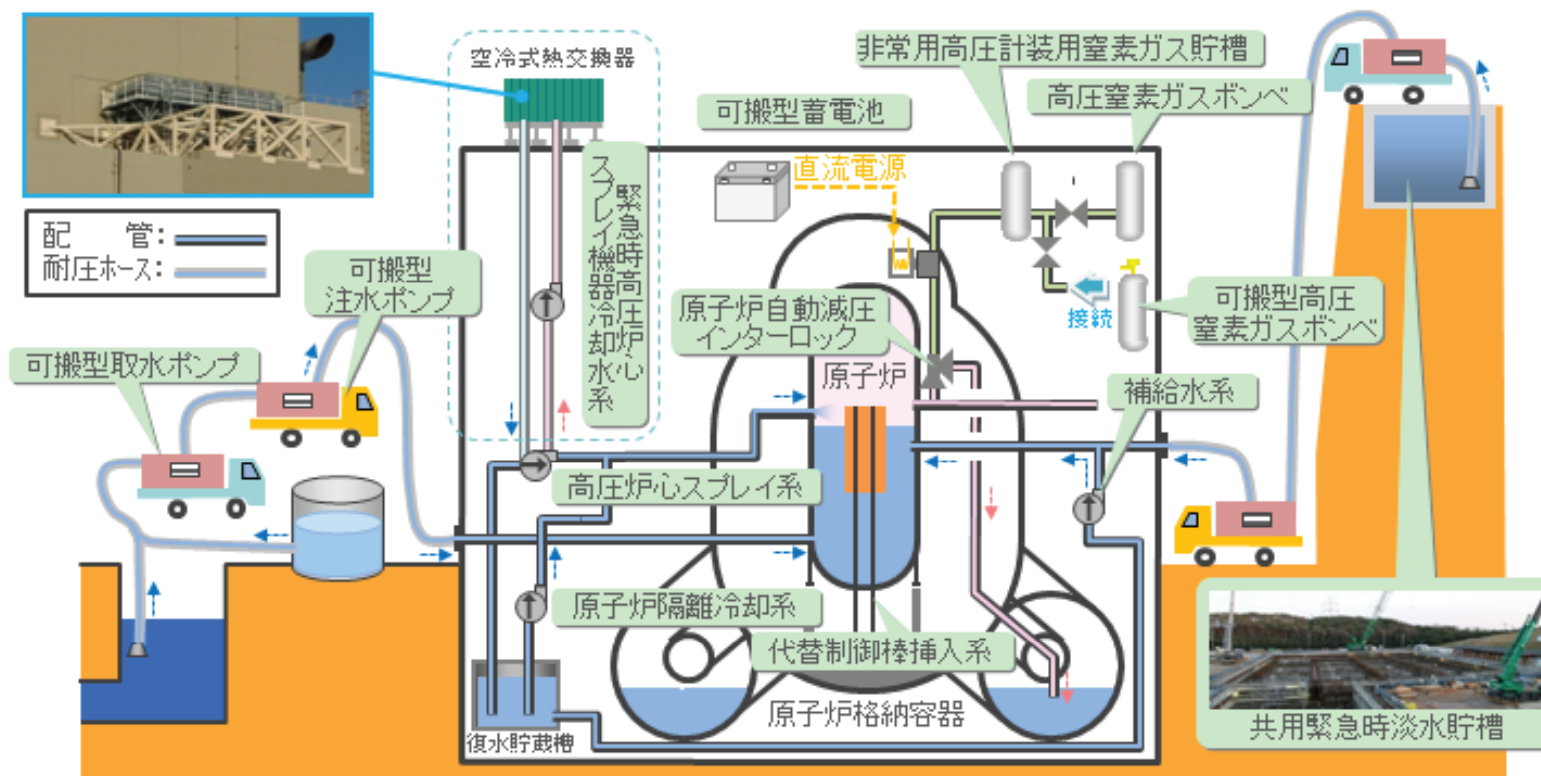 空冷式熱交換器
非常用高圧計装用窒素ガス貯槽
高圧窒素ガスボンベ
可搬型蓄電池
直流電源
緊急時高圧炉心
スプレイ機器冷却水系
配　管：
耐圧ホース：
可搬型
注水ポンプ
可搬型取水ポンプ
原子炉自動減圧
インターロック
接続
可搬型高圧
窒素ガスボンベ
原子炉
補給水系
高圧炉心スプレイ系
原子炉隔離冷却系
代替制御棒挿入系
原子炉格納容器
復水貯蔵槽
共用緊急時淡水貯槽